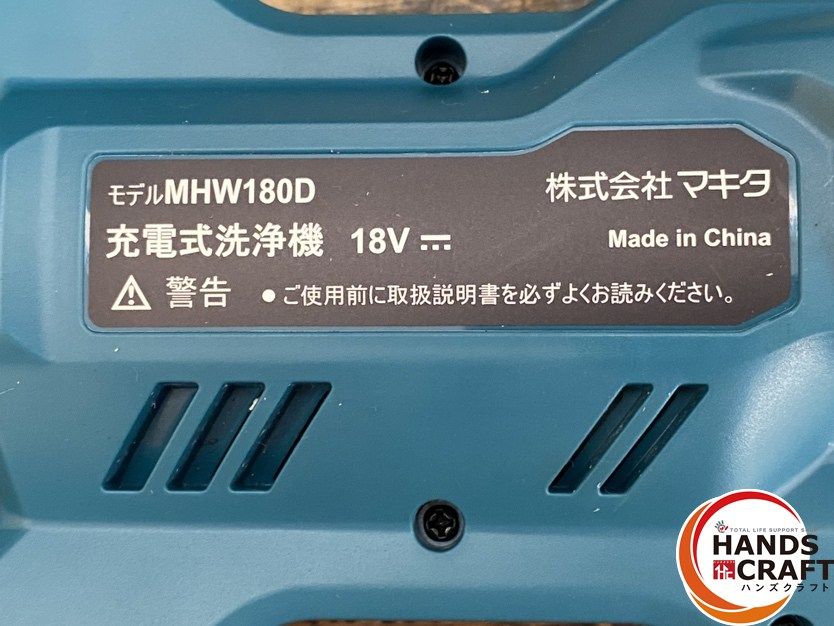 モデルMHW180D
株式会社マキタ
充電式洗浄機 18V
Made in China
警告 ●ご使用前に取扱説明書を必ずよくお読みください。
TOTAL LIFE SUPPORT
HANDS
CRAFT
ハンズクラフト